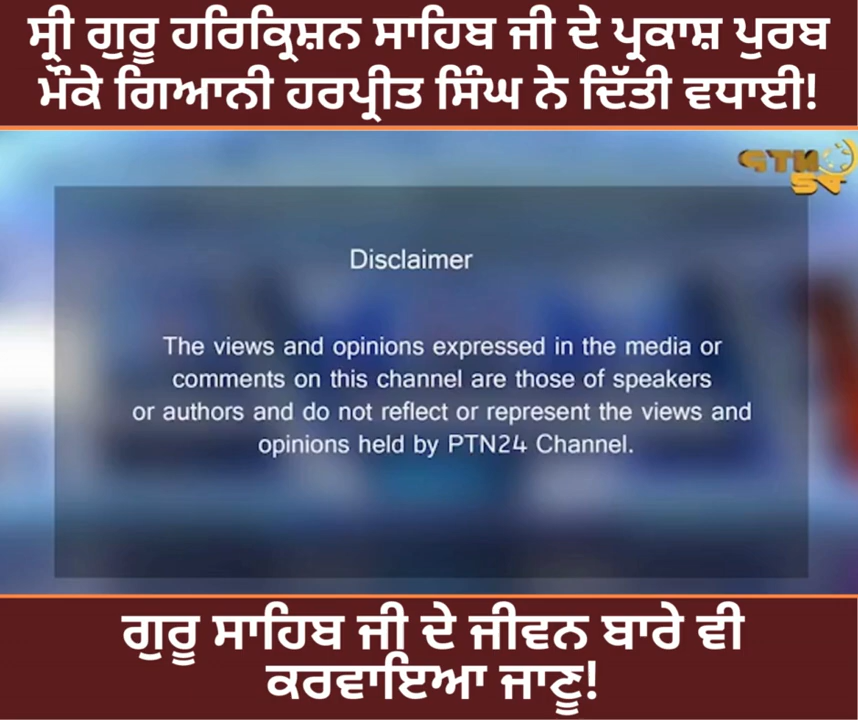 ਸ੍ਰੀ ਗੁਰੂ ਹਰਿਕ੍ਰਿਸ਼ਨ ਸਾਹਿਬ ਜੀ ਦੇ ਪ੍ਰਕਾਸ਼ ਪੁਰਬ
ਮੌਕੇ ਗਿਆਨੀ ਹਰਪ੍ਰੀਤ ਸਿੰਘ ਨੇ ਦਿੱਤੀ ਵਧਾਈ!
Disclaimer
The views and opinions expressed in the media or
comments on this channel are those of speakers
or authors and do not reflect or represent the views and
opinions held by PTN24 Channel.
ਗੁਰੂ ਸਾਹਿਬ ਜੀ ਦੇ ਜੀਵਨ ਬਾਰੇ ਵੀ
ਕਰਵਾਇਆ ਜਾਣੂ!